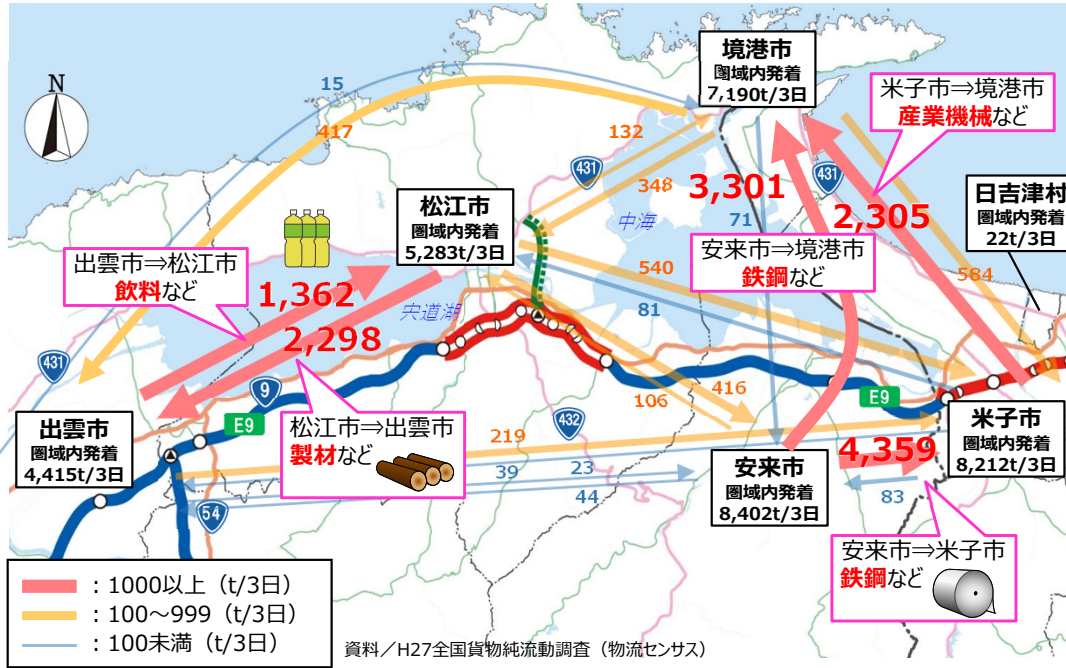 N
15
417
132
431
348
3,301
71
431
2,305
584
境港市
圏域内発着
7,190t/3日
米子市⇒境港市
産業機械など
日吉津村
圏域内発着
22t/3日
松江市
圏域内発着
5,283t/3日
中海
安来市⇒境港市
鉄鋼など
出雲市⇒松江市
飲料など
1,362
2,298
宍道湖
540
81
431
9
E9
416
106
E9
出雲市
圏域内発着
4,415t/3日
松江市⇒出雲市
製材など
432
219
39
23
44
54
4,359
83
安来市
圏域内発着
8,402t/3日
米子市
圏域内発着
8,212t/3日
安来市⇒米子市
鉄鋼など
：1000以上（t/3日）
：100～999（t/3日）
：100未満（t/3日）
資料／H27全国貨物純流動調査（物流センサス）